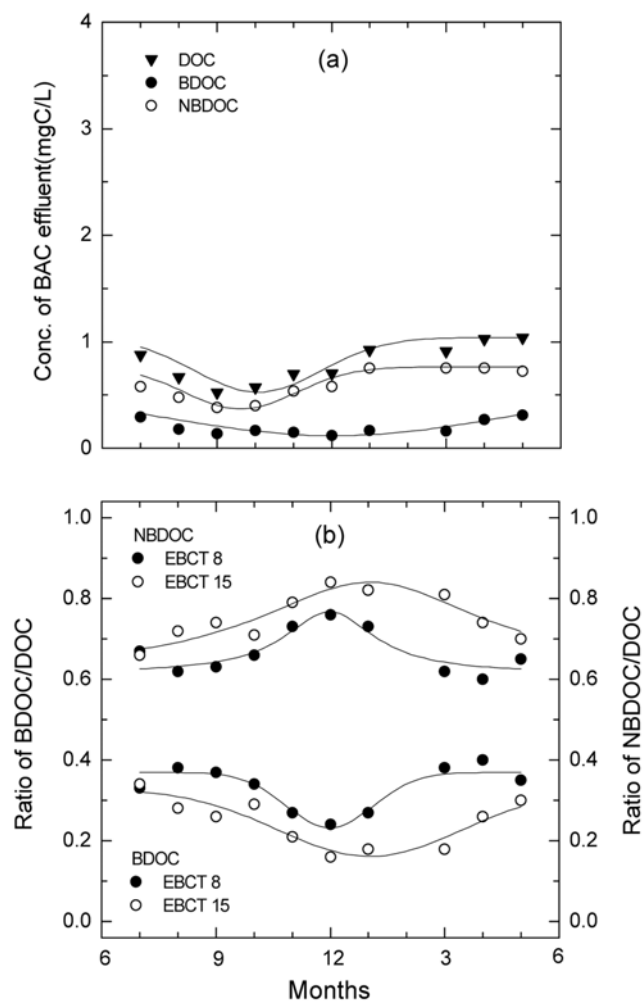 (a)
DOC
BDOC
NBDOC
4
3
2
1
0
Conc. of BAC effluent(mgC/L)
(b)
NBDOC
EBCT 8
EBCT 15
BDOC
EBCT 8
EBCT 15
1.0
0.8
0.6
0.4
0.2
0.0
Ratio of BDOC/DOC
1.0
0.8
0.6
0.4
0.2
0.0
Ratio of NBDOC/DOC
6 9 12 3 6
Months